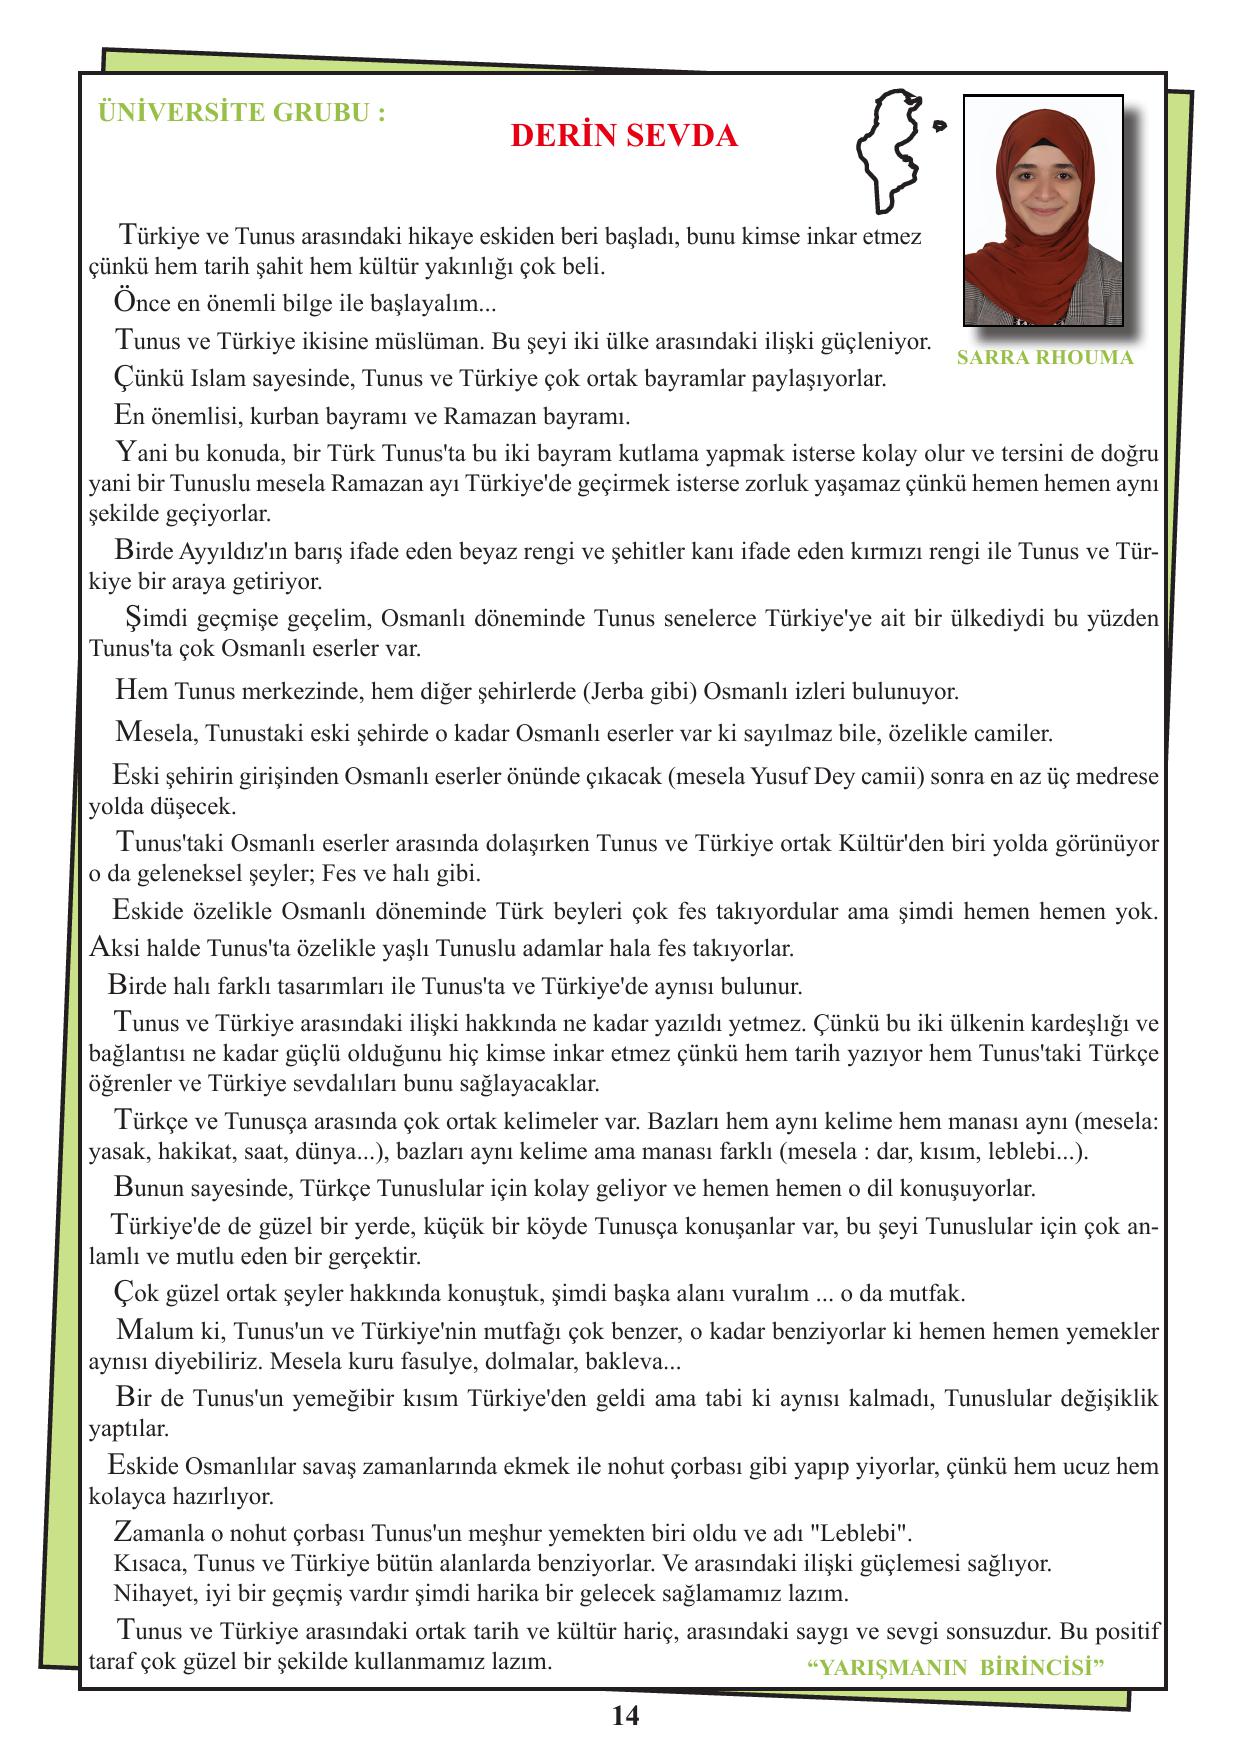 ÜNİVERSİTE GRUBU :
DERİN SEVDA
SARRA RHOUMA
Türkiye ve Tunus arasındaki hikaye eskiden beri başladı, bunu kimse inkar etmez
çünkü hem tarih şahit hem kültür yakınlığı çok beli.
Önce en önemli bilge ile başlayalım...
Tunus ve Türkiye ikisine müslüman. Bu şeyi iki ülke arasındaki ilişki güçleniyor.
Çünkü Islam sayesinde, Tunus ve Türkiye çok ortak bayramlar paylaşıyorlar.
En önemlisi, kurban bayramı ve Ramazan bayramı.
Yani bu konuda, bir Türk Tunus'ta bu iki bayram kutlama yapmak isterse kolay olur ve tersini de doğru
yani bir Tunuslu mesela Ramazan ayı Türkiye'de geçirmek isterse zorluk yaşamaz çünkü hemen hemen aynı
şekilde geçiyorlar.
Birde Ayyıldız'ın barış ifade eden beyaz rengi ve şehitler kanı ifade eden kırmızı rengi ile Tunus ve Tür-
kiye bir araya getiriyor.
Şimdi geçmişe geçelim, Osmanlı döneminde Tunus senelerce Türkiye'ye ait bir ülkediydi bu yüzden
Tunus'ta çok Osmanlı eserler var.
Hem Tunus merkezinde, hem diğer şehirlerde (Jerba gibi) Osmanlı izleri bulunuyor.
Mesela, Tunustaki eski şehirde o kadar Osmanlı eserler var ki sayılmaz bile, özelikle camiler.
Eski şehirin girişinden Osmanlı eserler önünde çıkacak (mesela Yusuf Dey camii) sonra en az üç medrese
yolda düşecek.
Tunus'taki Osmanlı eserler arasında dolaşırken Tunus ve Türkiye ortak Kültür'den biri yolda görünüyor
o da geleneksel şeyler; Fes ve halı gibi.
Eskide özelikle Osmanlı döneminde Türk beyleri çok fes takıyordular ama şimdi hemen hemen yok.
Aksi halde Tunus'ta özelikle yaşlı Tunuslu adamlar hala fes takıyorlar.
Birde halı farklı tasarımları ile Tunus'ta ve Türkiye'de aynısı bulunur.
Tunus ve Türkiye arasındaki ilişki hakkında ne kadar yazıldı yetmez. Çünkü bu iki ülkenin kardeşlığı ve
bağlantısı ne kadar güçlü olduğunu hiç kimse inkar etmez çünkü hem tarih yazıyor hem Tunus'taki Türkçe
öğrenler ve Türkiye sevdalıları bunu sağlayacaklar.
Türkçe ve Tunusça arasında çok ortak kelimeler var. Bazları hem aynı kelime hem manası aynı (mesela:
yasak, hakikat, saat, dünya...), bazları aynı kelime ama manası farklı (mesela : dar, kısım, leblebi...).
Bunun sayesinde, Türkçe Tunuslular için kolay geliyor ve hemen hemen o dil konuşuyorlar.
Türkiye'de de güzel bir yerde, küçük bir köyde Tunusça konuşanlar var, bu şeyi Tunuslular için çok an-
lamlı ve mutlu eden bir gerçektir.
Çok güzel ortak şeyler hakkında konuştuk, şimdi başka alanı vuralım ... o da mutfak.
Malum ki, Tunus'un ve Türkiye'nin mutfağı çok benzer, o kadar benziyorlar ki hemen hemen yemekler
aynısı diyebiliriz. Mesela kuru fasulye, dolmalar, bakleva...
Bir de Tunus'un yemeğibir kısım Türkiye'den geldi ama tabi ki aynısı kalmadı, Tunuslular değişiklik
yaptılar.
Eskide Osmanlılar savaş zamanlarında ekmek ile nohut çorbası gibi yapıp yiyorlar, çünkü hem ucuz hem
kolayca hazırlıyor.
Zamanla o nohut çorbası Tunus'un meşhur yemekten biri oldu ve adı "Leblebi".
Kısaca, Tunus ve Türkiye bütün alanlarda benziyorlar. Ve arasındaki ilişki güçlemesi sağlıyor.
Nihayet, iyi bir geçmiş vardır şimdi harika bir gelecek sağlamamız lazım.
Tunus ve Türkiye arasındaki ortak tarih ve kültür hariç, arasındaki saygı ve sevgi sonsuzdur. Bu positif
taraf çok güzel bir şekilde kullanmamız lazım.
“YARIŞMANIN BİRİNCİSİ”
14